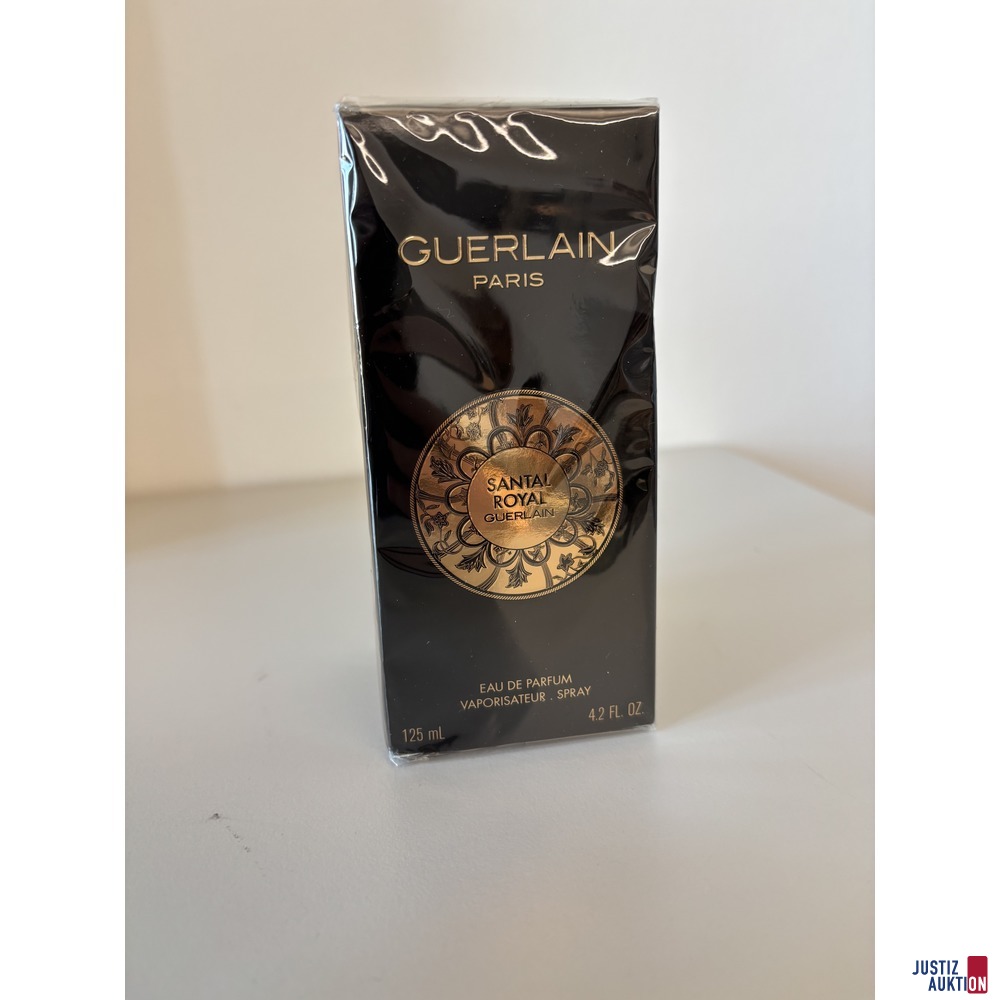 GUERLAIN
PARIS
SANTAL
ROYAL
GUERLAIN
EAU DE PARFUM
VAPORISATEUR . SPRAY
125 mL
4.2 FL. OZ.
JUSTIZ
AUKTION